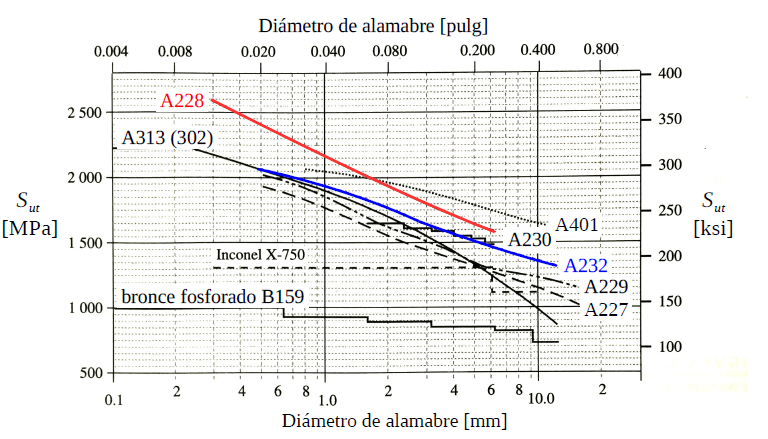 Diámetro de alamabre [pulg]
0.004 0.008 0.020 0.040 0.080 0.200 0.400 0.800
400
A228
2 500
350
A313 (302)
300
2 000
S_ut
[MPa]
S_ut
[ksi]
250
A401
A230
1 500
200
Inconel X-750
A232
A229
bronce fosforado B159
150
1 000
A227
100
500
0.1 2 4 6 8 1.0 2 4 6 8 10.0 2
Diámetro de alamabre [mm]